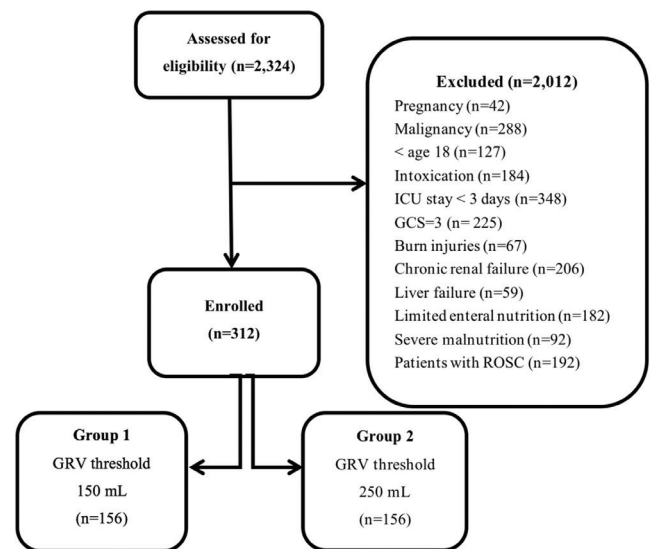 Assessed for
eligibility (n=2,324)
Excluded (n=2,012)
Pregnancy (n=42)
Malignancy (n=288)
< age 18 (n=127)
Intoxication (n=184)
ICU stay < 3 days (n=348)
GCS=3 (n= 225)
Burn injuries (n=67)
Chronic renal failure (n=206)
Liver failure (n=59)
Limited enteral nutrition (n=182)
Severe malnutrition (n=92)
Patients with ROSC (n=192)
Enrolled
(n=312)
Group 1
GRV threshold
150 mL
(n=156)
Group 2
GRV threshold
250 mL
(n=156)